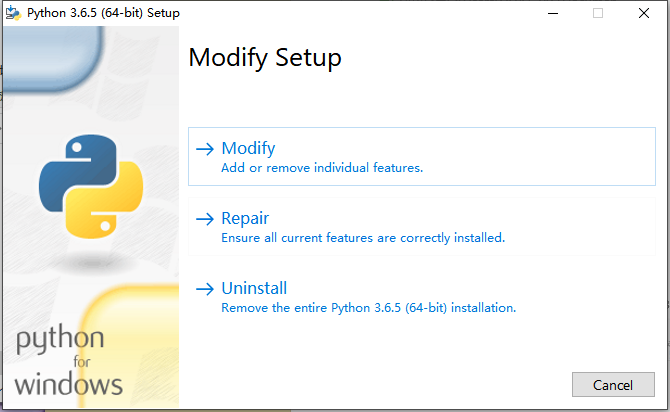 Python 3.6.5 (64-bit) Setup
Modify Setup
Modify
Add or remove individual features.
Repair
Ensure all current features are correctly installed.
Uninstall
Remove the entire Python 3.6.5 (64-bit) installation.
python
for
windows
Cancel